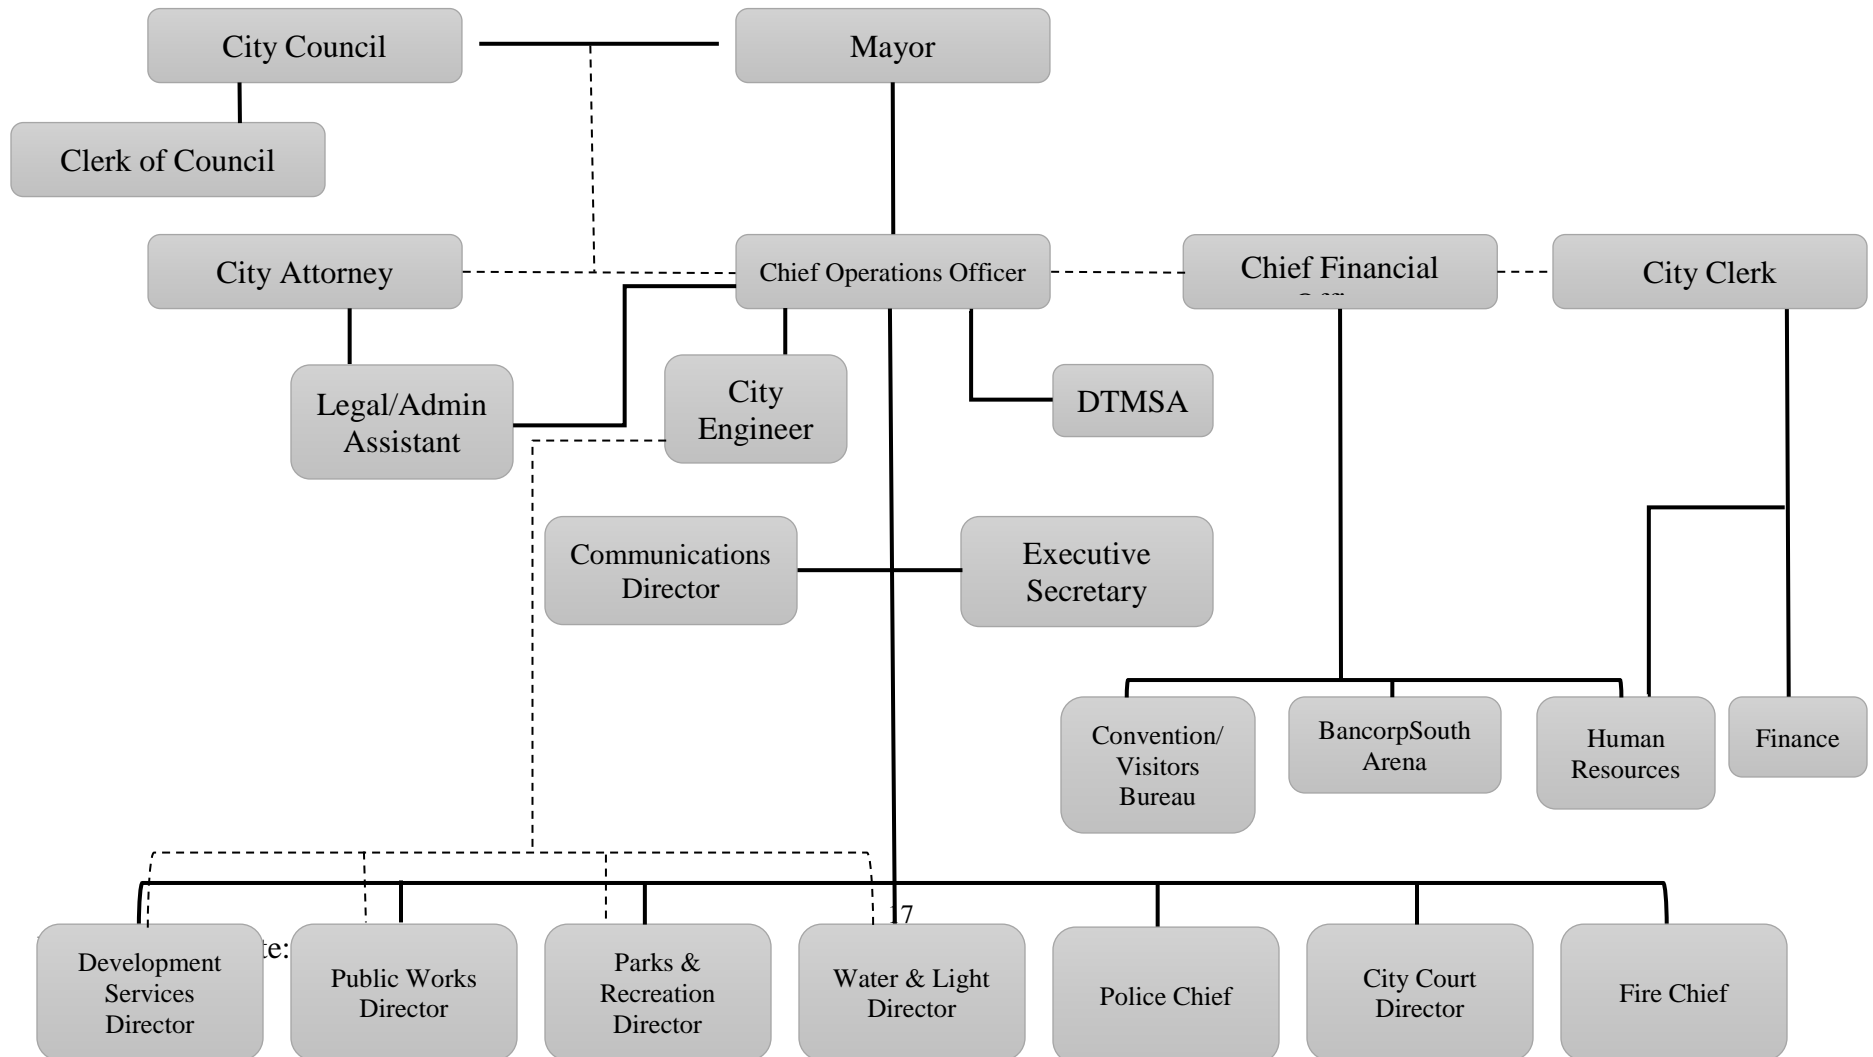 City Council
Mayor
Clerk of Council
City Attorney
Chief Operations Officer
Chief Financial
City Clerk
Legal/Admin
Assistant
City
Engineer
DTMSA
Communications
Director
Executive
Secretary
Convention/
Visitors
Bureau
BancorpSouth
Arena
Human
Resources
Finance
17
te:
Development
Services
Director
Public Works
Director
Parks &
Recreation
Director
Water & Light
Director
Police Chief
City Court
Director
Fire Chief